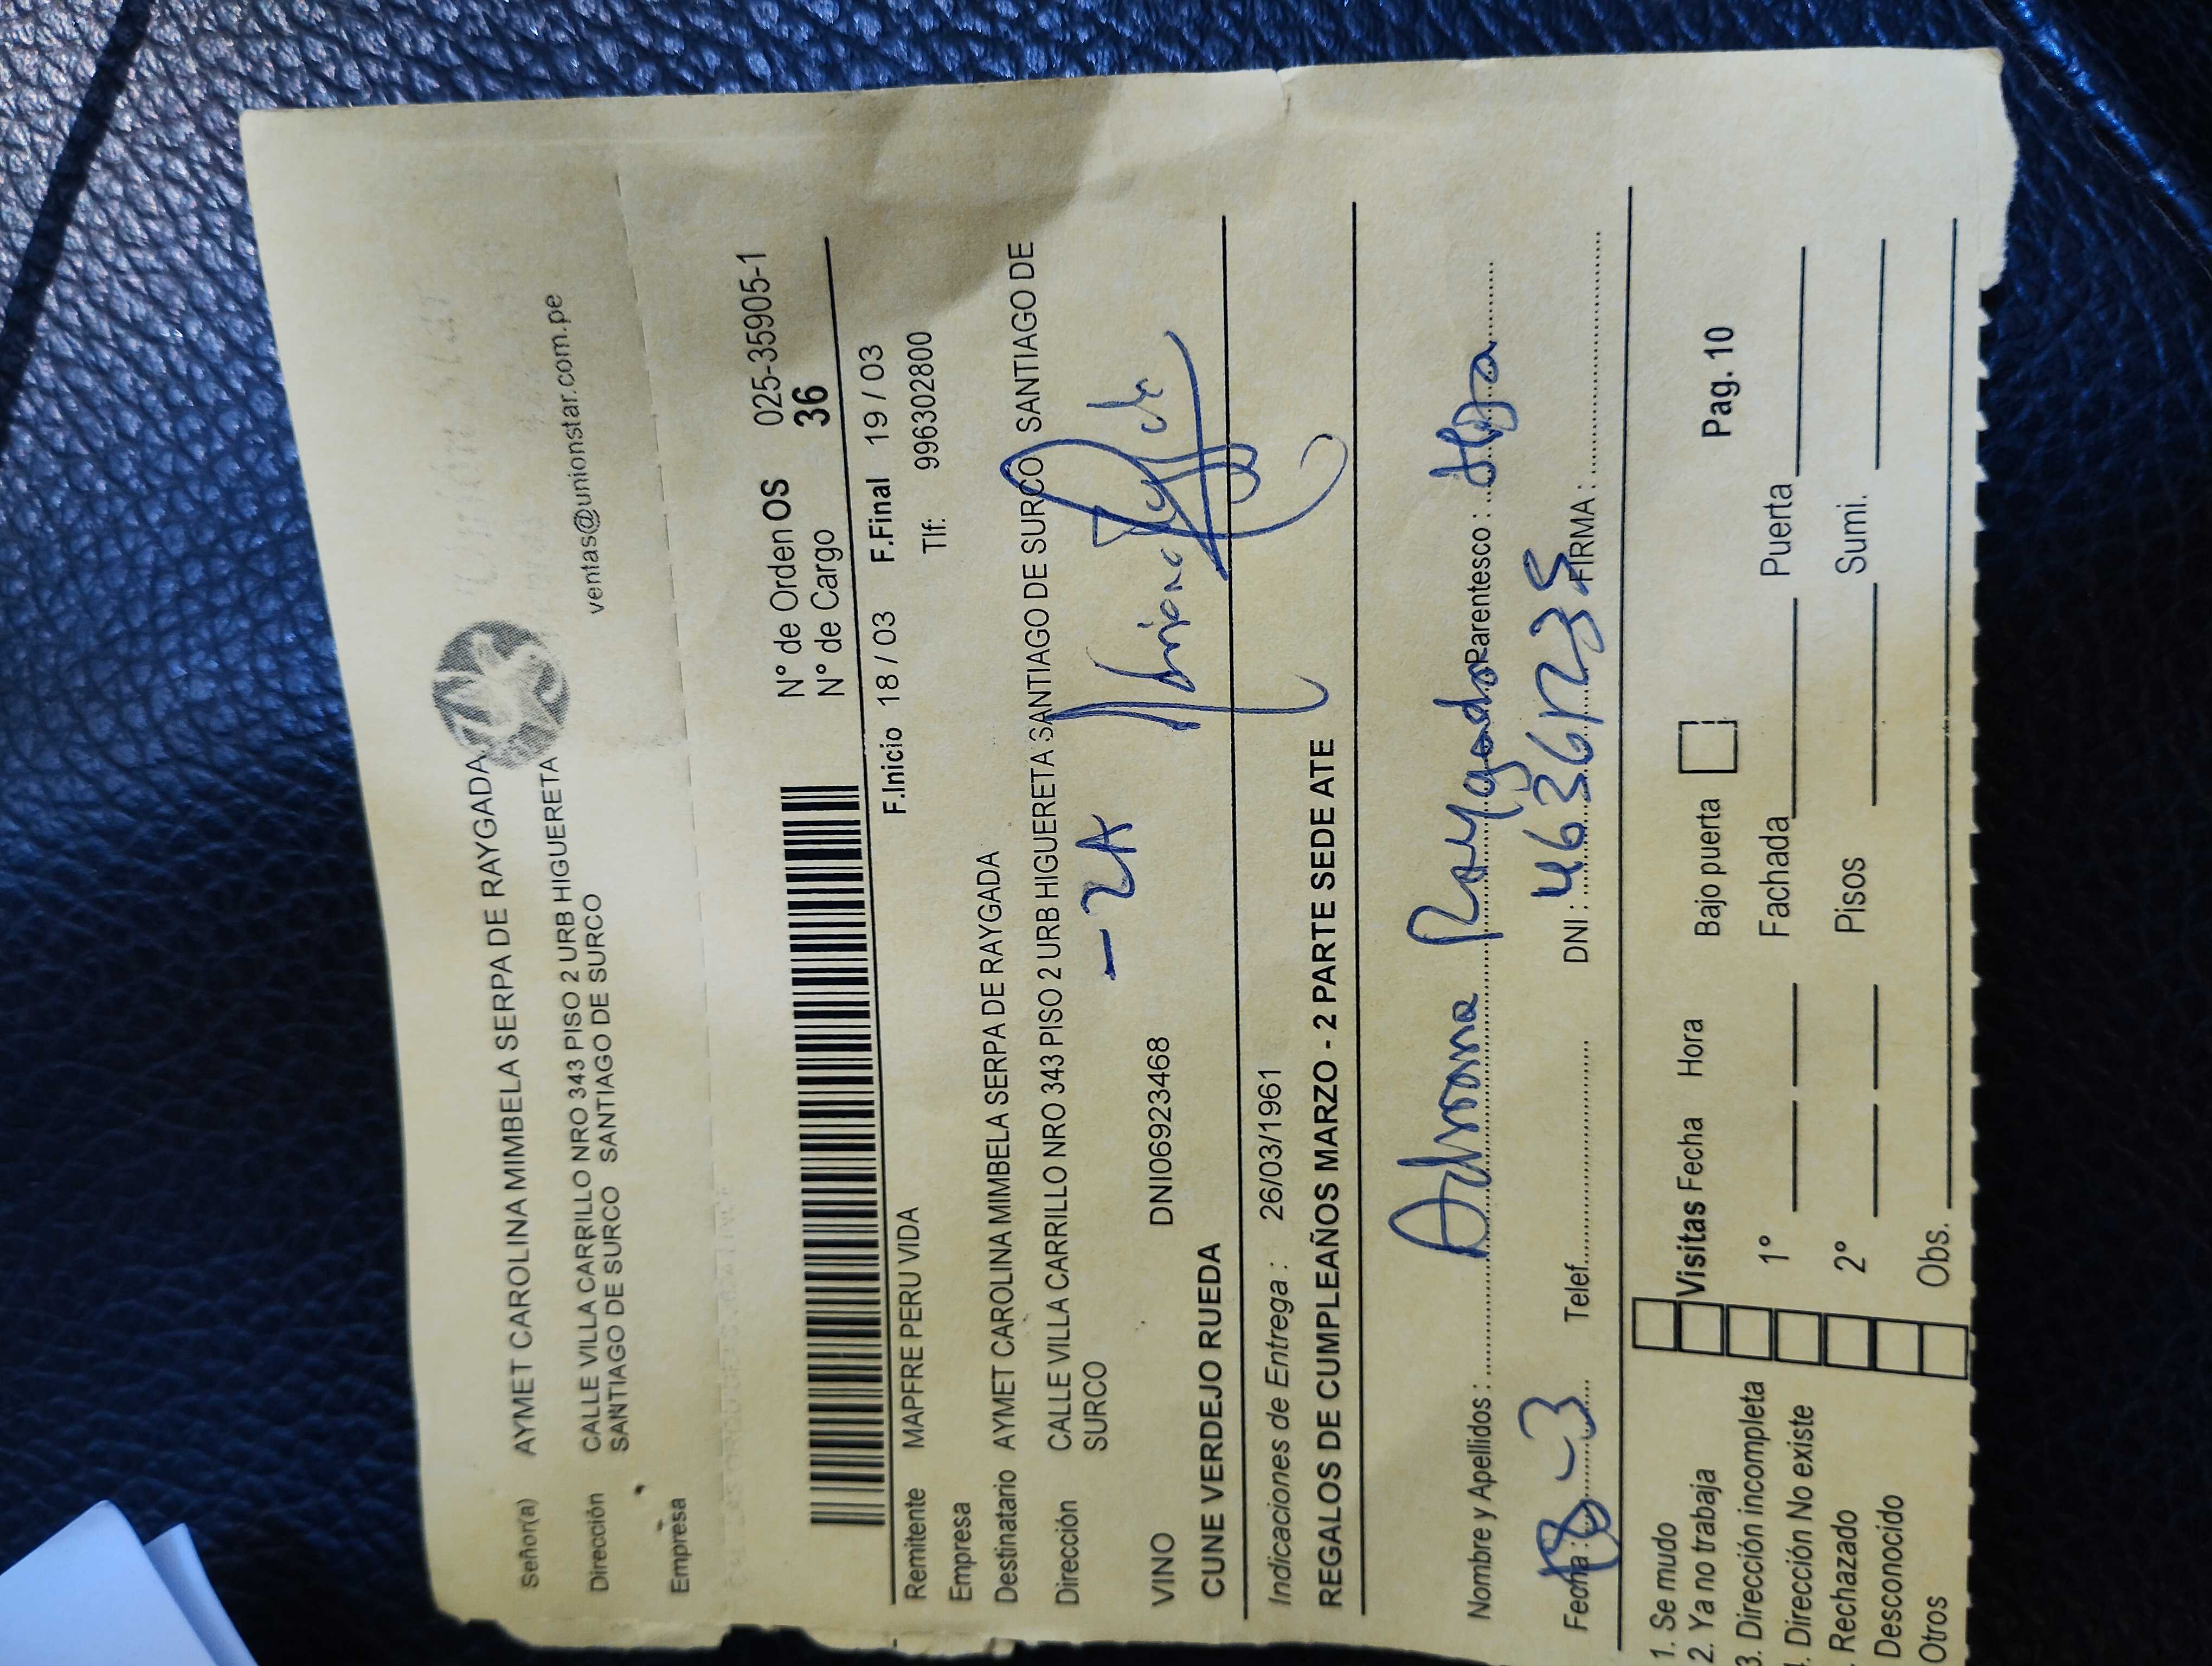 Señor(a) AYMET CAROLINA MIMBELA SERPA DE RAYGADA
Dirección CALLE VILLA CARRILLO NRO 343 PISO 2 URB HIGUERETA
SANTIAGO DE SURCO SANTIAGO DE SURCO
ventas@unionstar.com.pe
Empresa
N° de Orden OS 025-35905-1
N° de Cargo 36
F.Inicio 18 / 03 F.Final 19 / 03
Remitente MAPFRE PERU VIDA Tlf: 996302800
Empresa
Destinatario AYMET CAROLINA MIMBELA SERPA DE RAYGADA
Dirección CALLE VILLA CARRILLO NRO 343 PISO 2 URB HIGUERETA SANTIAGO DE SURCO SANTIAGO DE
SURCO
- 2A
VINO DNI06923468
CUNE VERDEJO RUEDA
Indicaciones de Entrega : 26/03/1961
REGALOS DE CUMPLEAÑOS MARZO - 2 PARTE SEDE ATE
Nombre y Apellidos : Adriana Raygada Parentesco :
Fecha : 18-3 Telef. DNI : FIRMA :
1. Se mudo
2. Ya no trabaja Visitas Fecha Hora Bajo puerta Pag. 10
3. Dirección incompleta 1° Fachada Puerta
. Dirección No existe
Rechazado 2° Pisos Sumi.
Desconocido
Otros Obs.